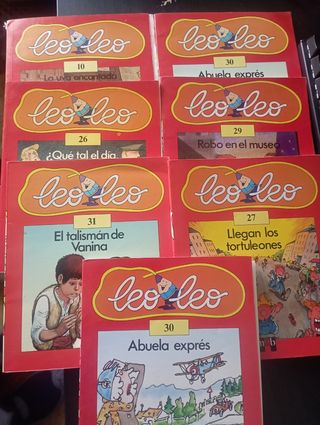 leo leo
10
La uva encantada
leo leo
30
Abuela exprés
leo leo
26
¿Qué tal el día,
leo leo
29
Robo en el museo
leo leo
31
El talismán de
Vanina
leo leo
27
Llegan los
tortuleones
leo leo
30
Abuela exprés